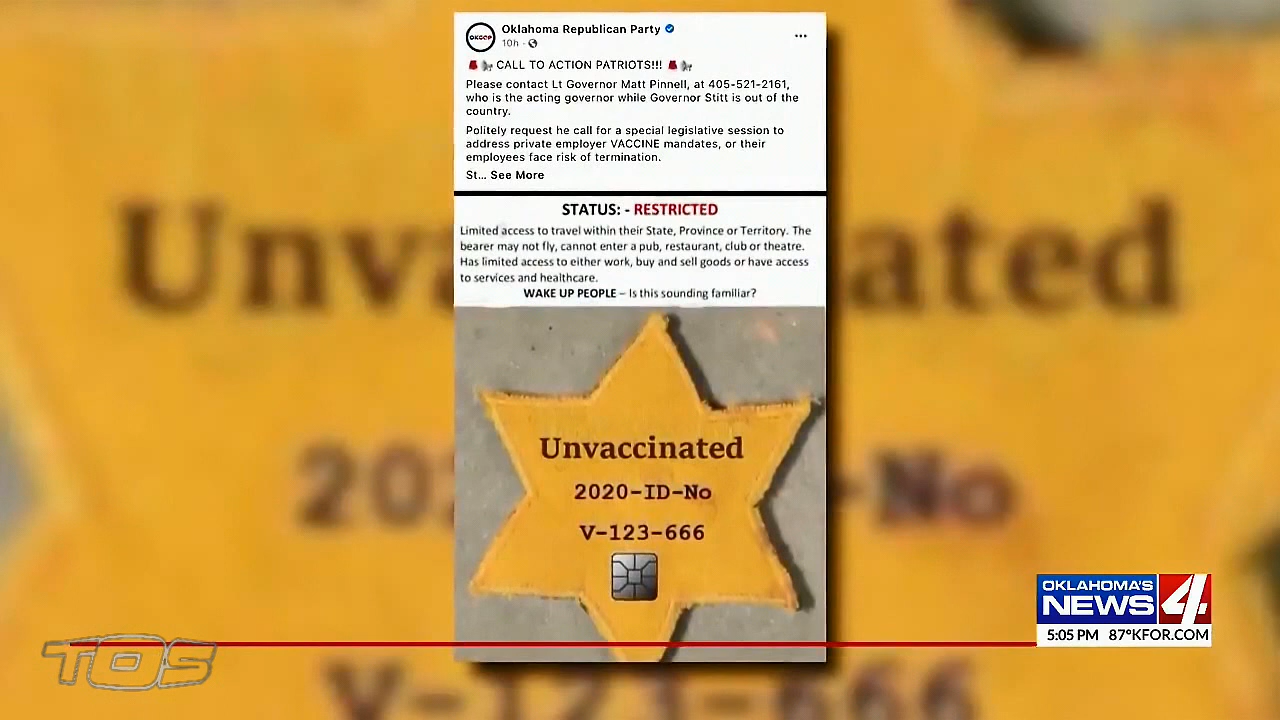 Oklahoma Republican Party
OKGOP
10h ·
CALL TO ACTION PATRIOTS!!!
Please contact Lt Governor Matt Pinnell, at 405-521-2161,
who is the acting governor while Governor Stitt is out of the
country.
Politely request he call for a special legislative session to
address private employer VACCINE mandates, or their
employees face risk of termination.
St... See More
STATUS: - RESTRICTED
Limited access to travel within their State, Province or Territory. The
bearer may not fly, cannot enter a pub, restaurant, club or theatre.
Has limited access to either work, buy and sell goods or have access
to services and healthcare.
WAKE UP PEOPLE – Is this sounding familiar?
Unvaccinated
2020-ID-No
V-123-666
OKLAHOMA'S
NEWS 4
5:05 PM 87° KFOR.COM
TOS